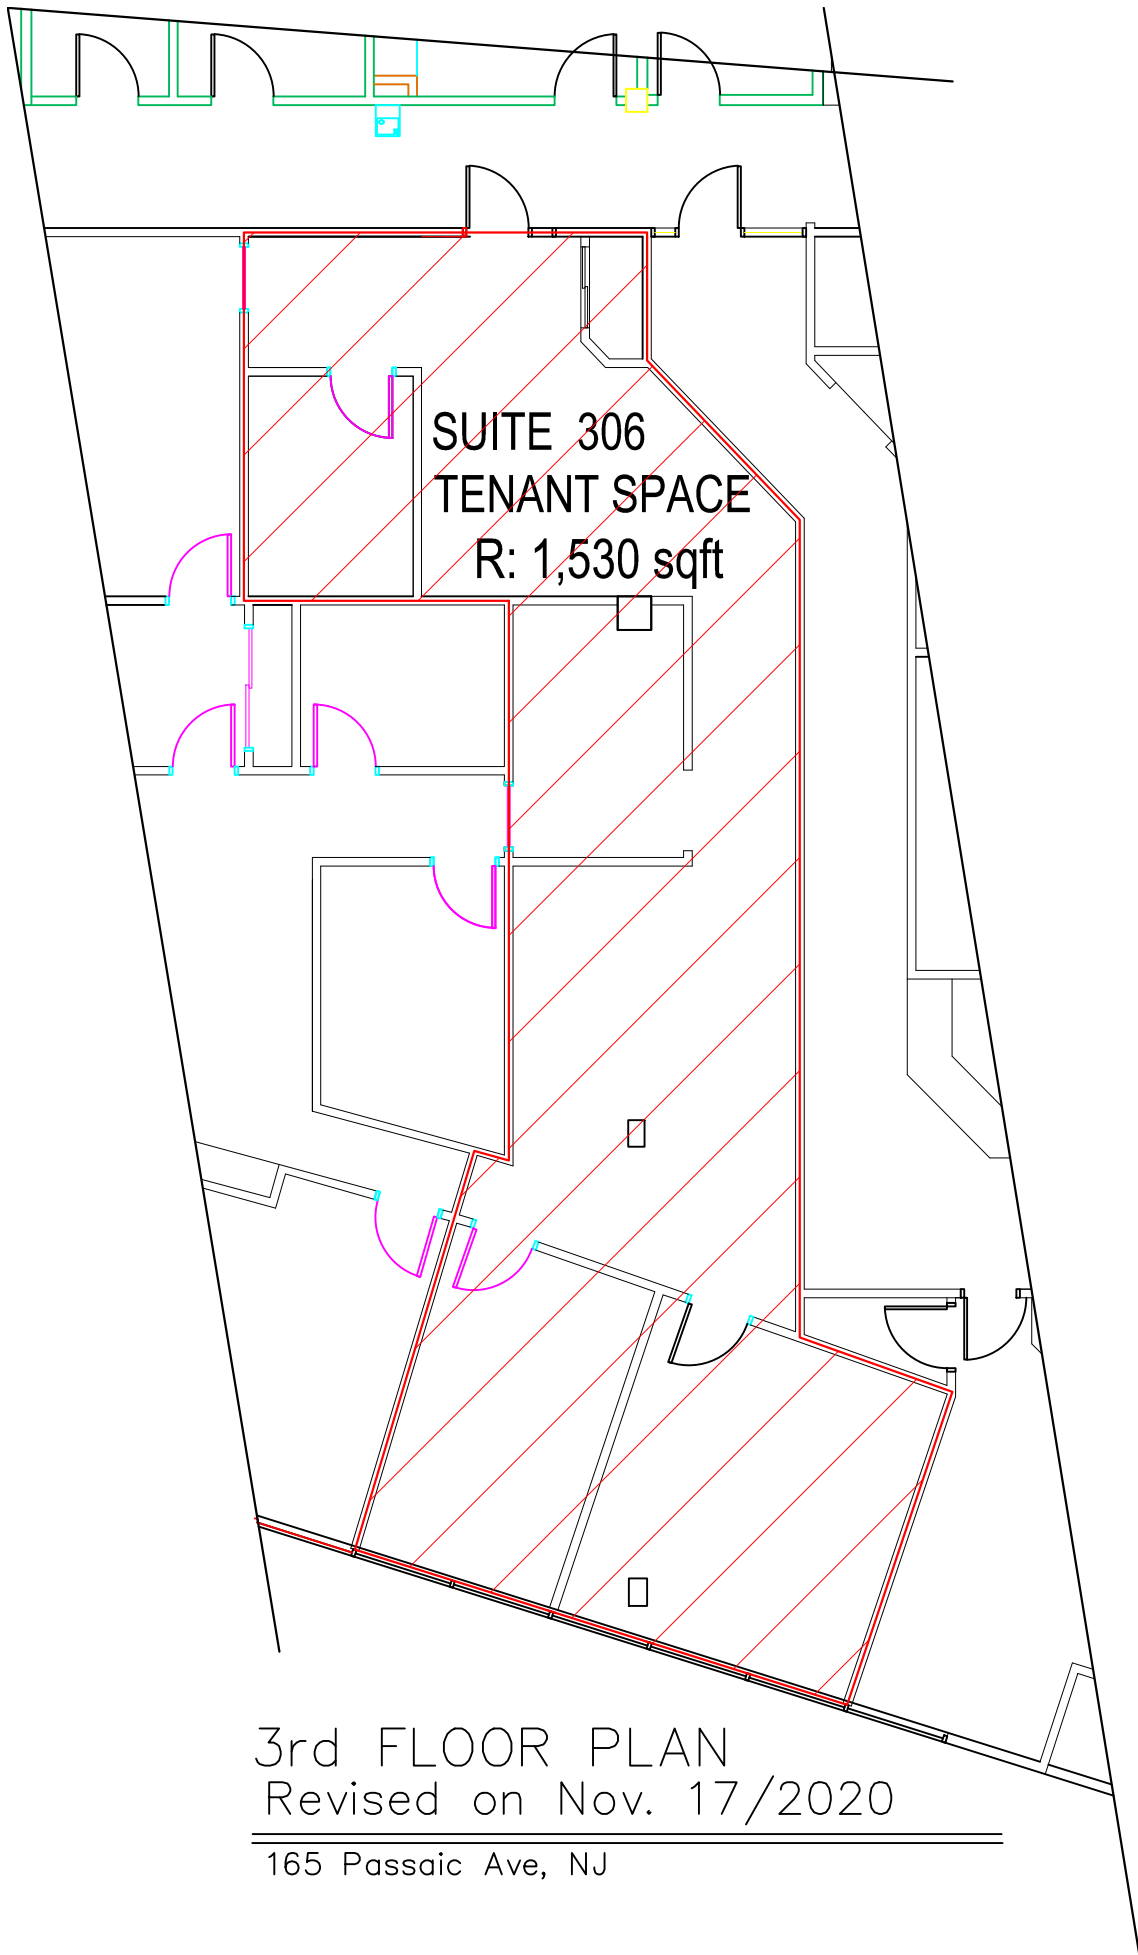 SUITE 306
TENANT SPACE
R: 1,530 sqft
3rd FLOOR PLAN
Revised on Nov. 17/2020
165 Passaic Ave, NJ